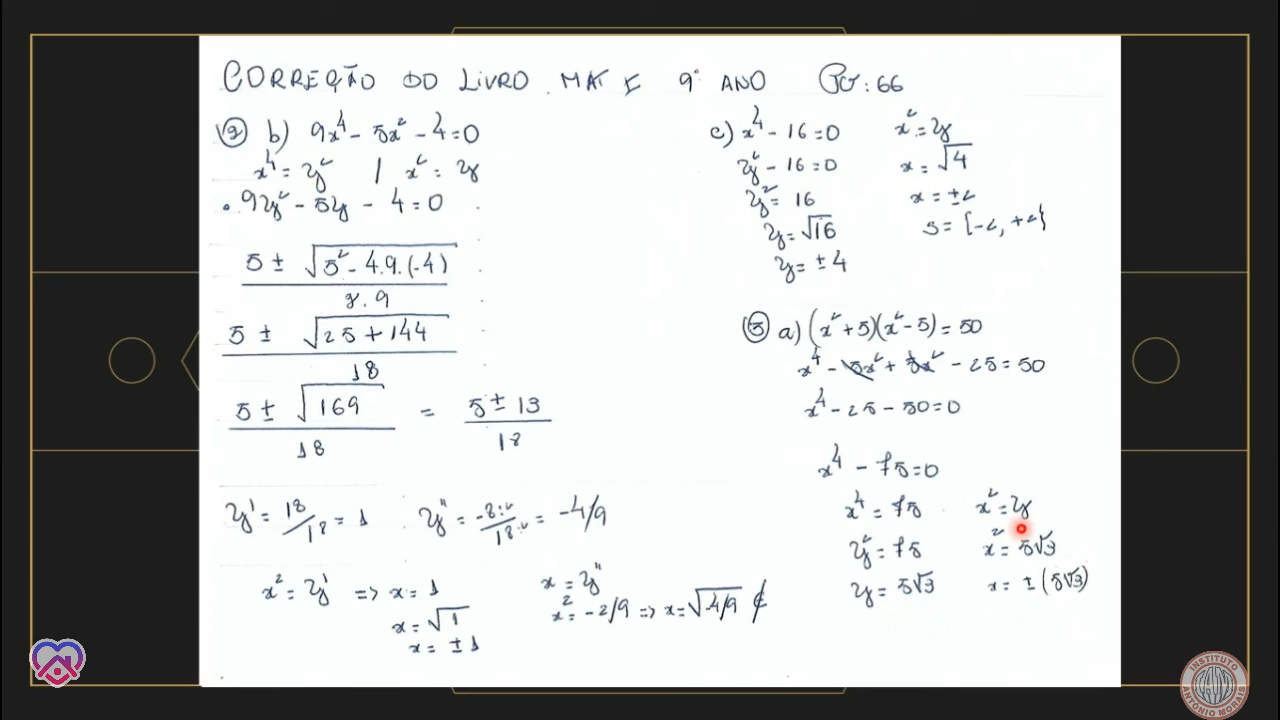 CORREÇÃO DO LIVRO MAT I 9° ANO PG: 66
② b) 9x⁴ - 5x² - 4 = 0
x⁴ = y² | x² = y
• 9y² - 5y - 4 = 0
5 ± √5² - 4.9.(-4)
2.9
5 ± √25 + 144
18
5 ± √169 = 5 ± 13
18 18
y' = 18/18 = 1 y'' = -8:2/18:2 = -4/9
x² = y' => x = 1
x = √1
x = ±1
x = y''
x² = -2/9 => x = √-4/9 ∉
c) x⁴ - 16 = 0
y² - 16 = 0
y² = 16
y = √16
y = ±4
x² = y
x = √4
x = ±2
S = {-2, +2}
⑤ a) (x² + 5)(x² - 5) = 50
x⁴ - 5x² + 5x² - 25 = 50
x⁴ - 25 - 50 = 0
x⁴ - 75 = 0
x⁴ = 75
y² = 75
y = 5√3
x² = y
x² = 5√3
x = ± (5√3)
INSTITUTO
ANTÔNIO MORAIS